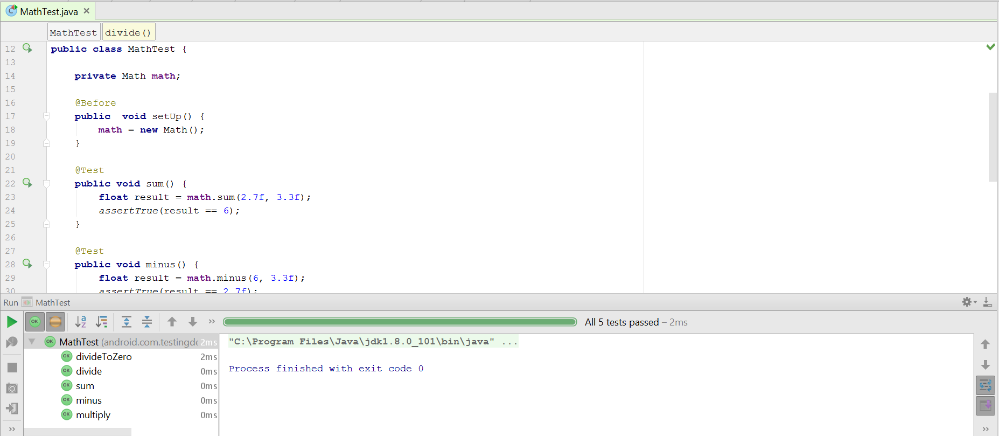 MathTest.java
MathTest divide()
12 public class MathTest {
13
14 private Math math;
15
16 @Before
17 public  void setUp() {
18 math = new Math();
19 }
20
21 @Test
22 public void sum() {
23 float result = math.sum(2.7f, 3.3f);
24 assertTrue(result == 6);
25 }
26
27 @Test
28 public void minus() {
29 float result = math.minus(6, 3.3f);
30 assertTrue(result == 2.7f);
Run MathTest
All 5 tests passed – 2ms
MathTest (android.com.testingde 2ms
divideToZero 2ms
divide 0ms
sum 0ms
minus 0ms
multiply 0ms
"C:\Program Files\Java\jdk1.8.0_101\bin\java" ...
Process finished with exit code 0